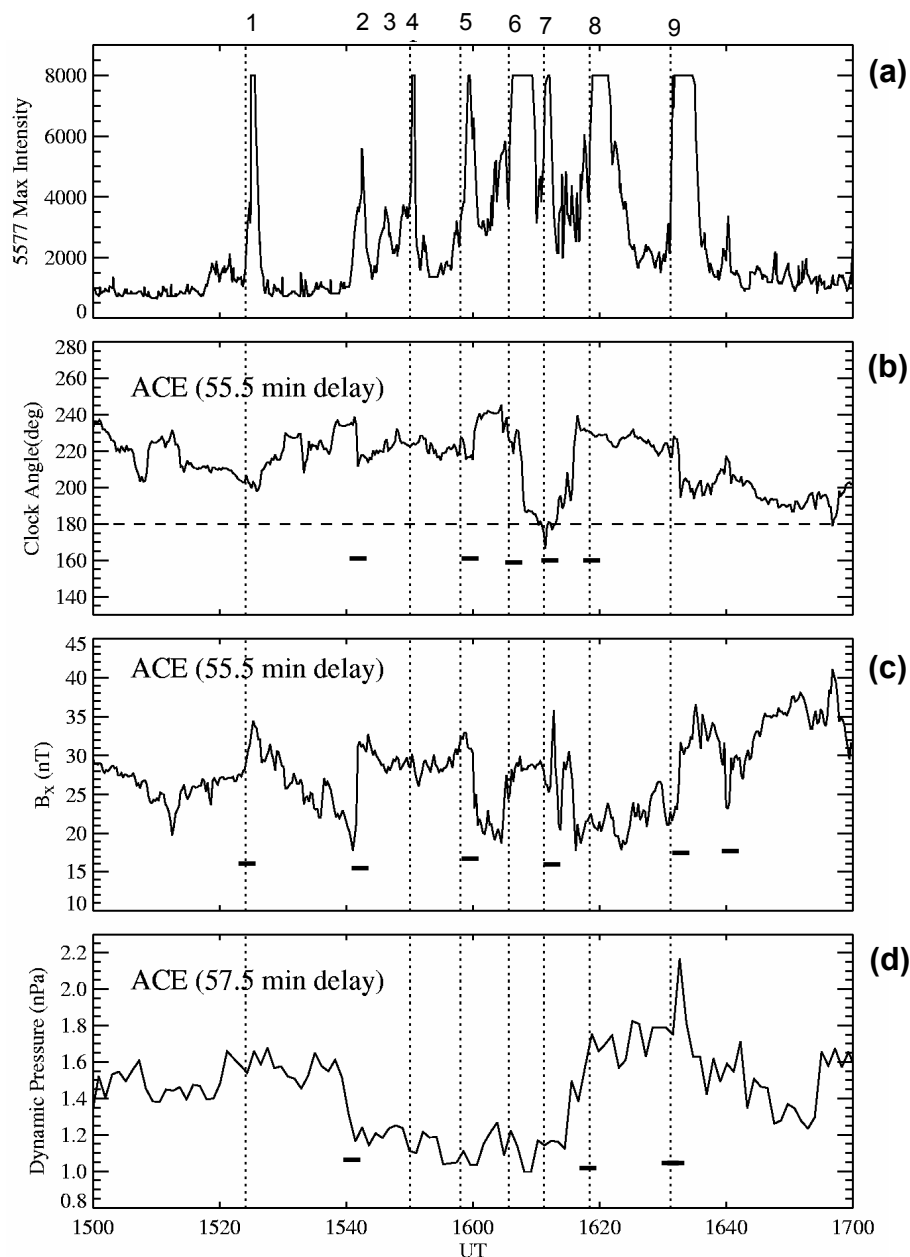 1 2 3 4 5 6 7 8 9
(a)
8000
6000
4000
2000
0
5577 Max Intensity
(b)
280
260
240
220
200
180
160
140
Clock Angle(deg)
ACE (55.5 min delay)
(c)
45
40
35
30
25
20
15
10
B_X (nT)
ACE (55.5 min delay)
(d)
2.2
2.0
1.8
1.6
1.4
1.2
1.0
0.8
Dynamic Pressure (nPa)
ACE (57.5 min delay)
1500 1520 1540 1600 1620 1640 1700
UT